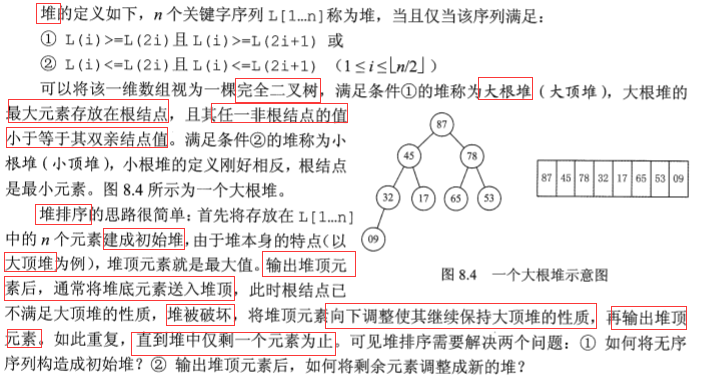 堆的定义如下，n个关键字序列L[1…n]称为堆，当且仅当该序列满足：
① L(i)>=L(2i)且L(i)>=L(2i+1) 或
② L(i)<=L(2i)且L(i)<=L(2i+1) （1≤i≤⌊n/2⌋）
可以将该一维数组视为一棵完全二叉树，满足条件①的堆称为大根堆（大顶堆），大根堆的
最大元素存放在根结点，且其任一非根结点的值
小于等于其双亲结点值。满足条件②的堆称为小
根堆（小顶堆），小根堆的定义刚好相反，根结点
是最小元素。图8.4所示为一个大根堆。
堆排序的思路很简单：首先将存放在L[1…n]
中的n个元素建成初始堆，由于堆本身的特点（以
大顶堆为例），堆顶元素就是最大值。输出堆顶元
素后，通常将堆底元素送入堆顶，此时根结点已
不满足大顶堆的性质，堆被破坏，将堆顶元素向下调整使其继续保持大顶堆的性质，再输出堆顶
元素。如此重复，直到堆中仅剩一个元素为止。可见堆排序需要解决两个问题：① 如何将无序
序列构造成初始堆？② 输出堆顶元素后，如何将剩余元素调整成新的堆？
87
45 78
32 17 65 53
09
87 45 78 32 17 65 53 09
图8.4 一个大根堆示意图